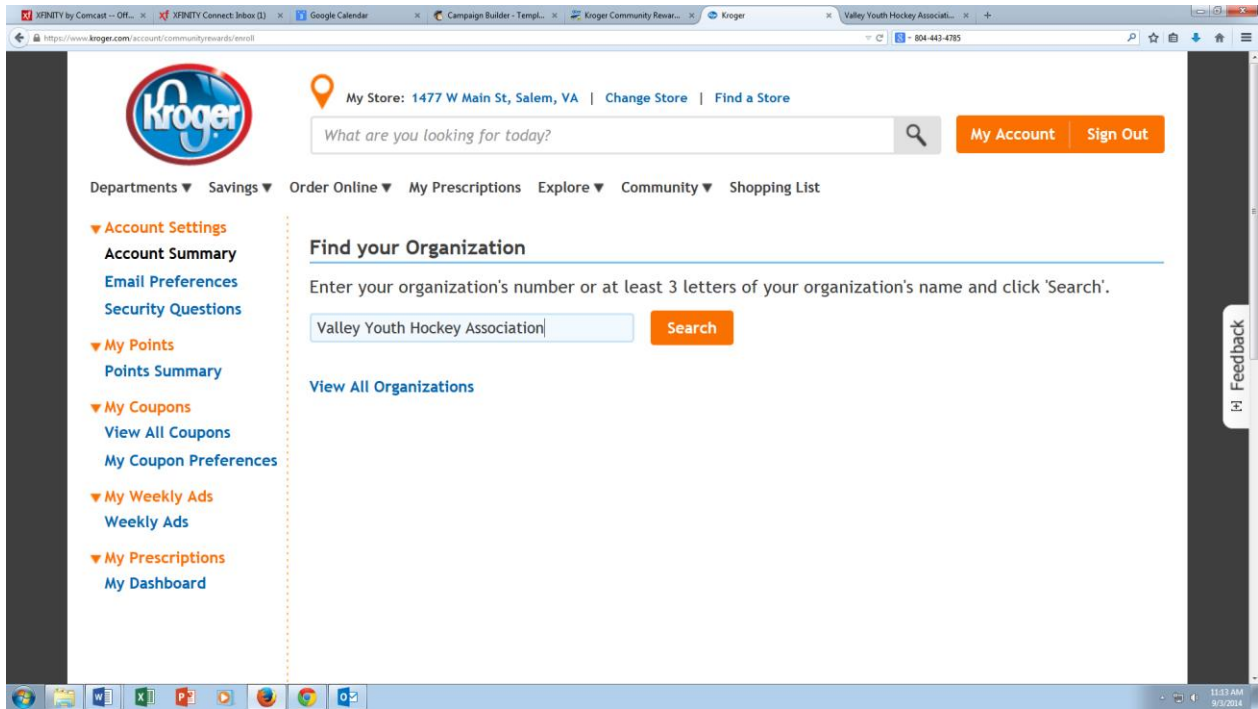 XFINITY by Comcast -- Off... XFINITY Connect: Inbox (1) Google Calendar Campaign Builder - Templ... Kroger Community Rewar... Kroger Valley Youth Hockey Associati...
https://www.kroger.com/account/communityrewards/enroll 804-443-4785
Kroger
My Store: 1477 W Main St, Salem, VA | Change Store | Find a Store
What are you looking for today?
My Account Sign Out
Departments Savings Order Online My Prescriptions Explore Community Shopping List
Account Settings
Account Summary
Email Preferences
Security Questions
My Points
Points Summary
My Coupons
View All Coupons
My Coupon Preferences
My Weekly Ads
Weekly Ads
My Prescriptions
My Dashboard
Find your Organization
Enter your organization's number or at least 3 letters of your organization's name and click 'Search'.
Valley Youth Hockey Association Search
View All Organizations
[+] Feedback
11:13 AM
9/3/2014